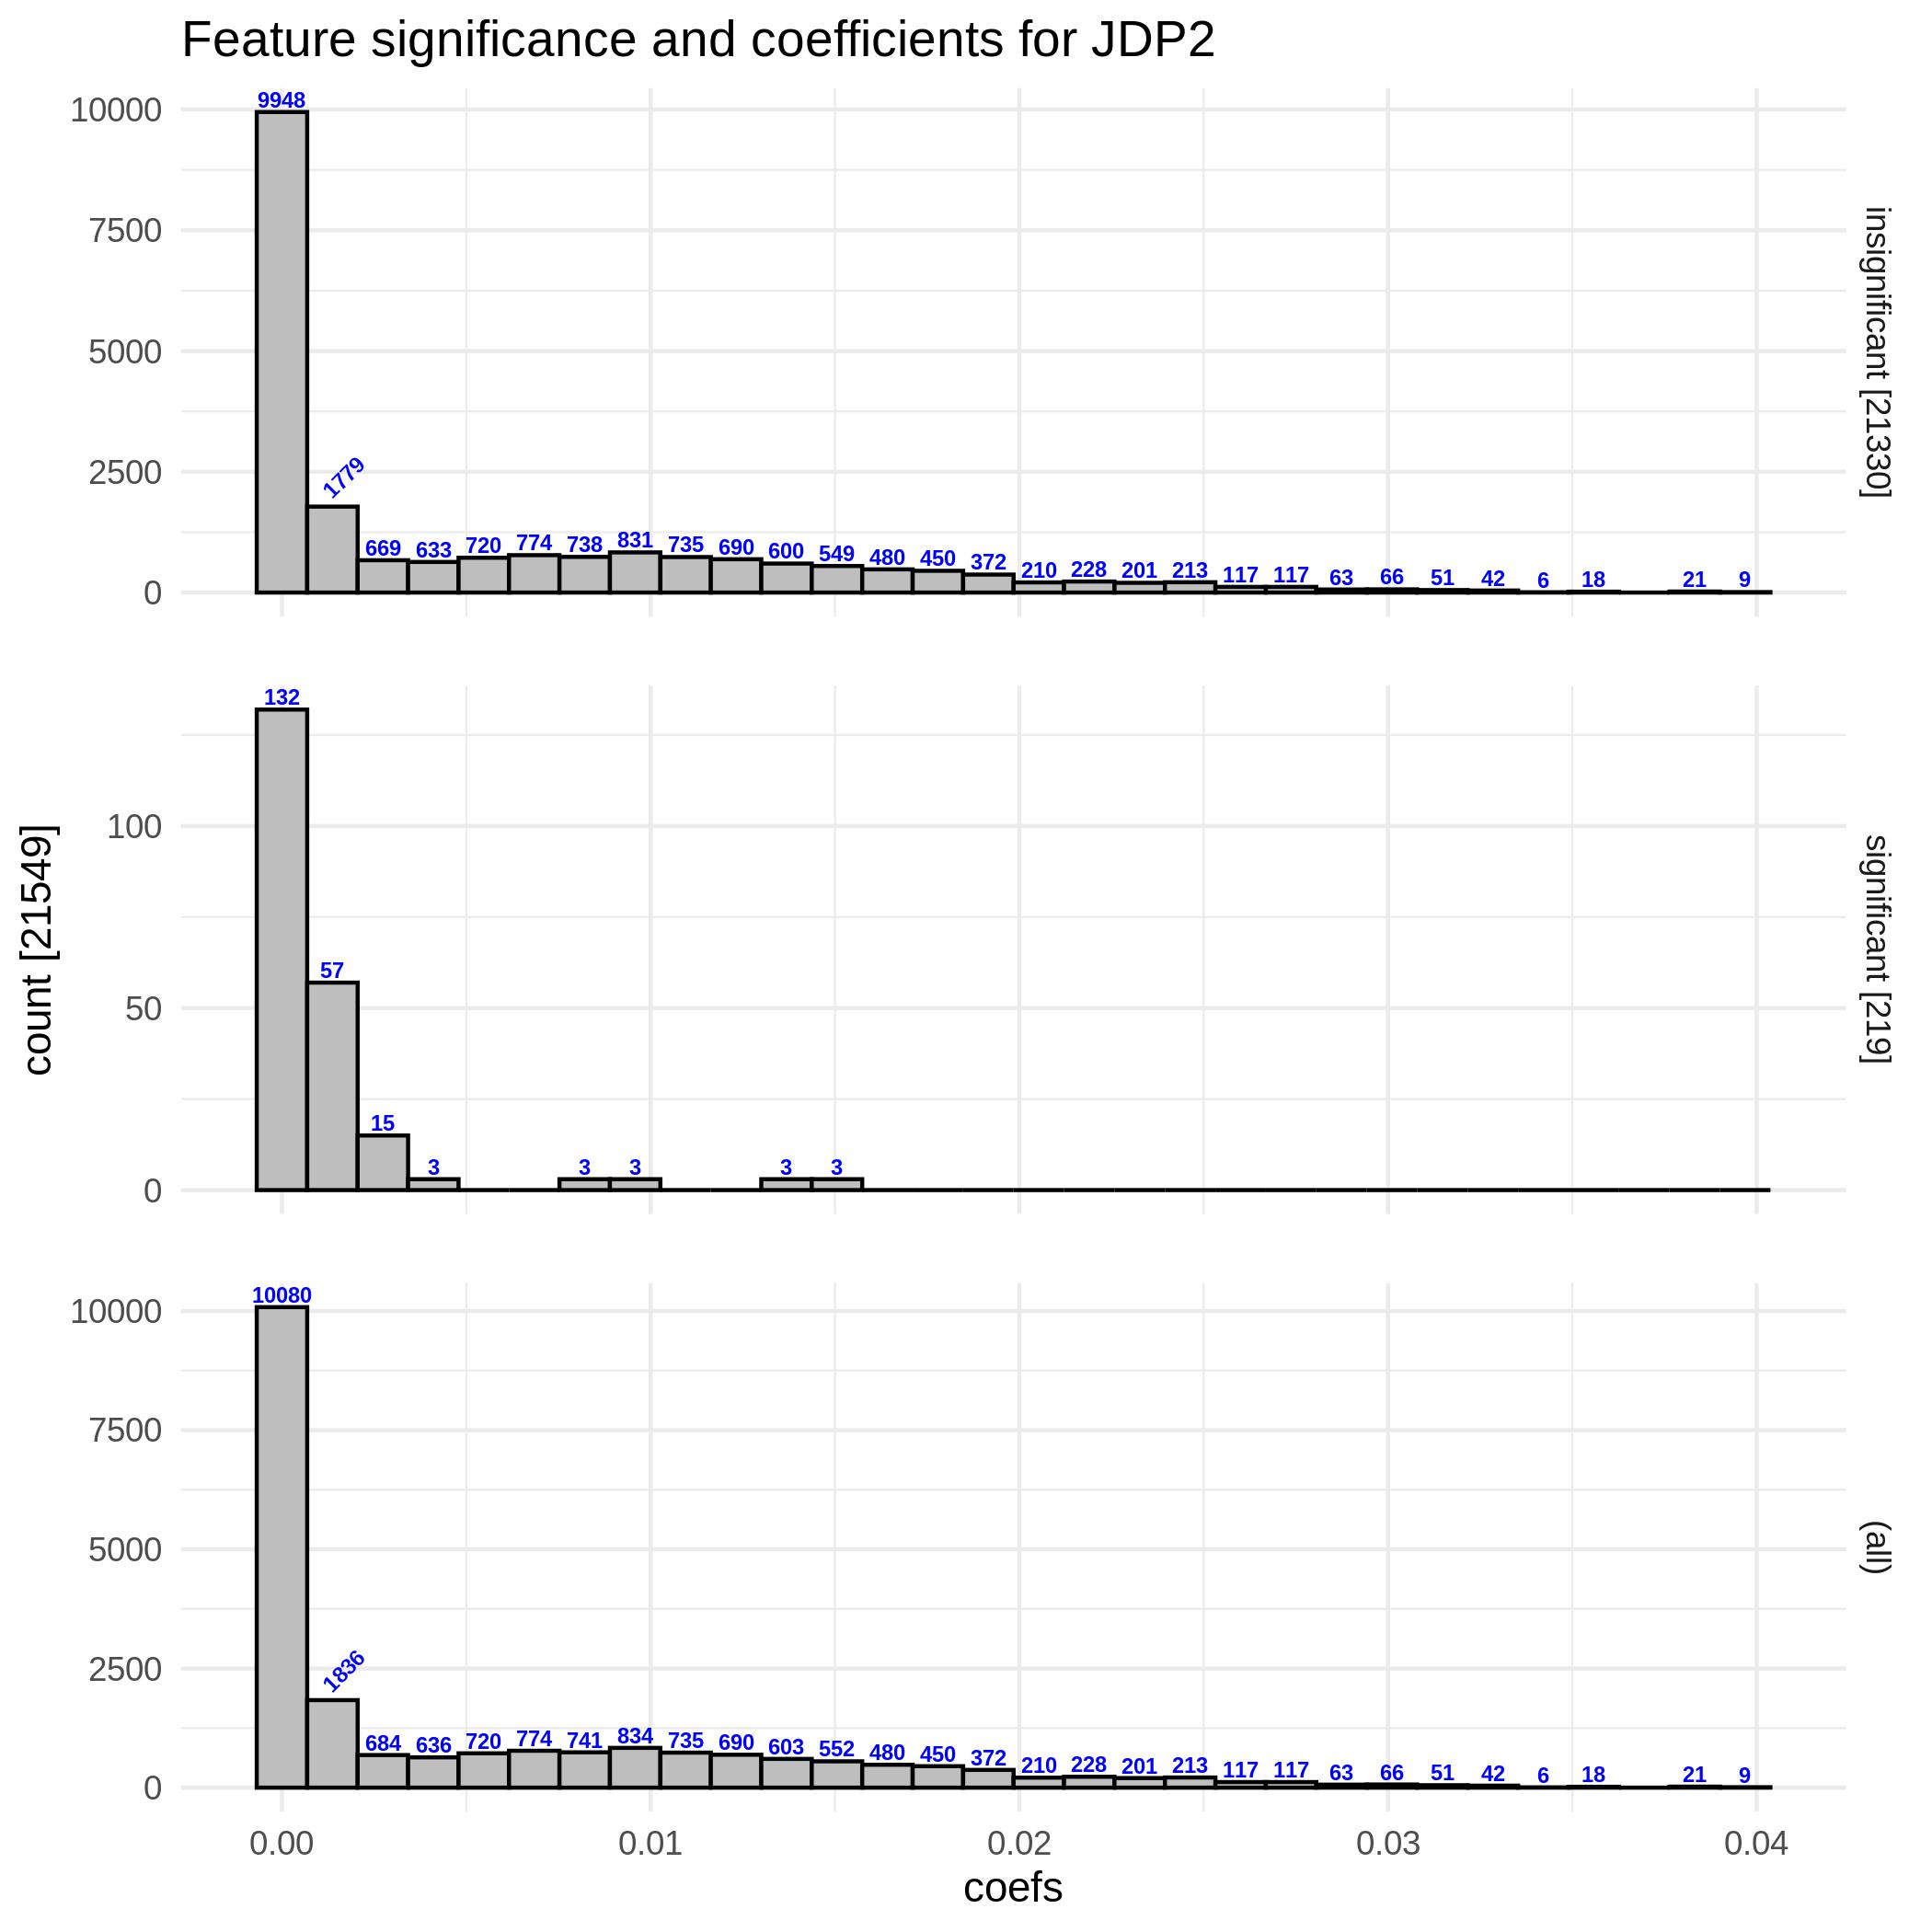 Feature significance and coefficients for JDP2
10000
7500
5000
2500
0
9948
1779
669 633 720 774 738 831 735 690 600 549 480 450 372 210 228 201 213 117 117 63 66 51 42 6 18 21 9
insignificant [21330]
count [21549]
100
50
0
132
57
15
3 3 3 3 3
significant [219]
10000
7500
5000
2500
0
10080
1836
684 636 720 774 741 834 735 690 603 552 480 450 372 210 228 201 213 117 117 63 66 51 42 6 18 21 9
(all)
0.00 0.01 0.02 0.03 0.04
coefs